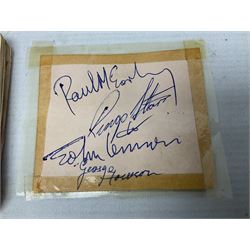 Paul McCartney
Ringo Starr
John Lennon
George
Harrison